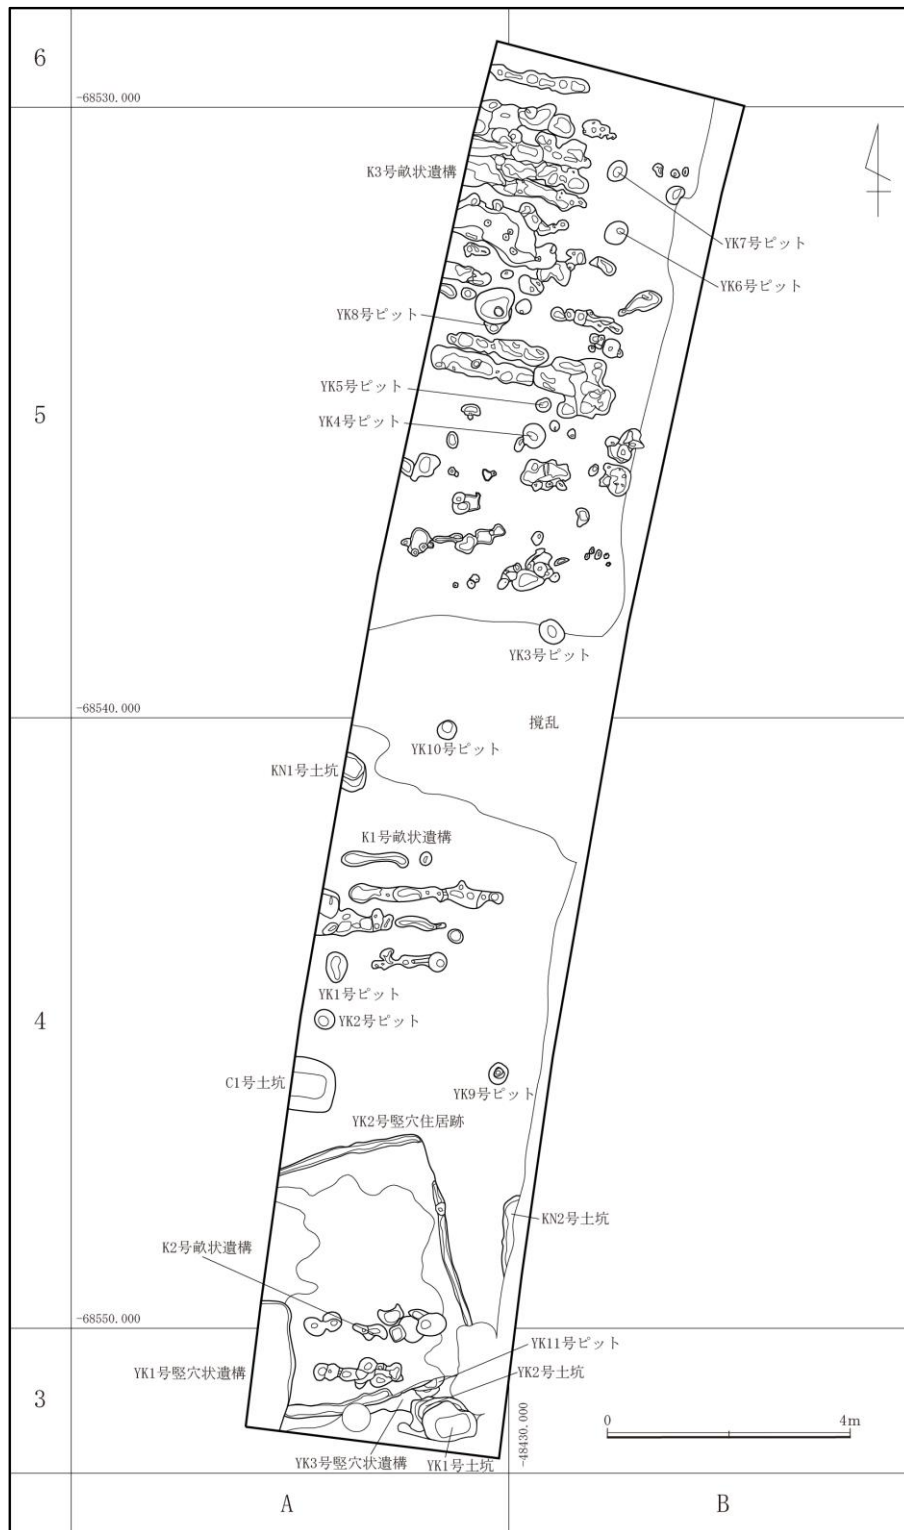 6
-68530.000
K3号畝状遺構
YK7号ピット
YK6号ピット
YK8号ピット
YK5号ピット
5
YK4号ピット
YK3号ピット
-68540.000
撹乱
YK10号ピット
KN1号土坑
K1号畝状遺構
YK1号ピット
4
YK2号ピット
C1号土坑
YK9号ピット
YK2号竪穴住居跡
KN2号土坑
K2号畝状遺構
-68550.000
YK11号ピット
YK1号竪穴状遺構
YK2号土坑
3
-48430.000
0
4m
YK3号竪穴状遺構
YK1号土坑
A
B